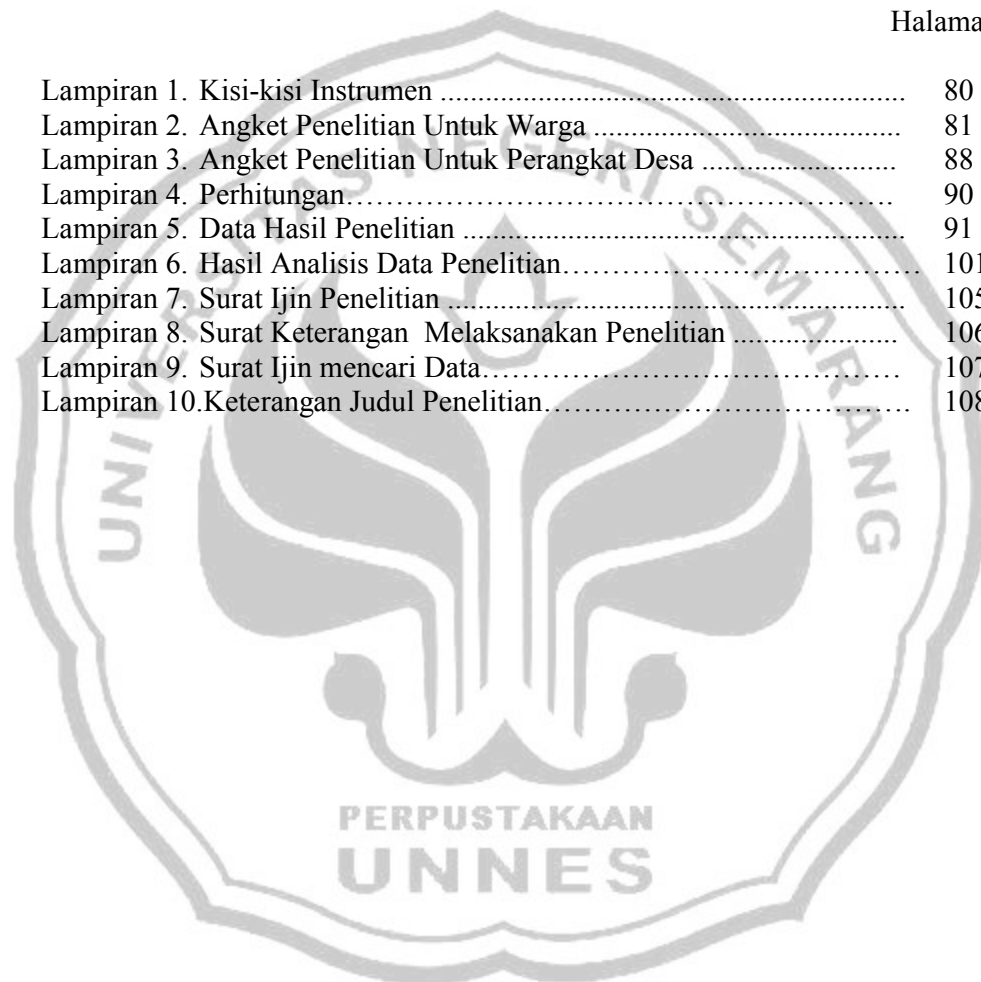 Halama
Lampiran 1. Kisi-kisi Instrumen ................................................................ 80
Lampiran 2. Angket Penelitian Untuk Warga .......................................... 81
Lampiran 3. Angket Penelitian Untuk Perangkat Desa ........................... 88
Lampiran 4. Perhitungan……………………………………………………. 90
Lampiran 5. Data Hasil Penelitian ............................................................. 91
Lampiran 6. Hasil Analisis Data Penelitian……………………………… 101
Lampiran 7. Surat Ijin Penelitian ................................................................ 105
Lampiran 8. Surat Keterangan  Melaksanakan Penelitian ....................... 106
Lampiran 9. Surat Ijin mencari Data…………………………………… 107
Lampiran 10.Keterangan Judul Penelitian………………………………. 108
UNIVERSITAS NEGERI SEMARANG
PERPUSTAKAAN
UNNES